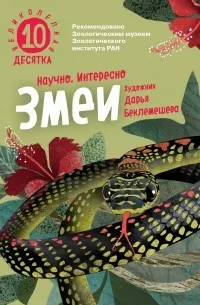 ВЕЛИКОЛЕПНАЯ
10
ДЕСЯТКА
Рекомендовано
Зоологическим музеем
Зоологического
института РАН
научно. Интересно
Змеи
Художник
Дарья
Беклемешева